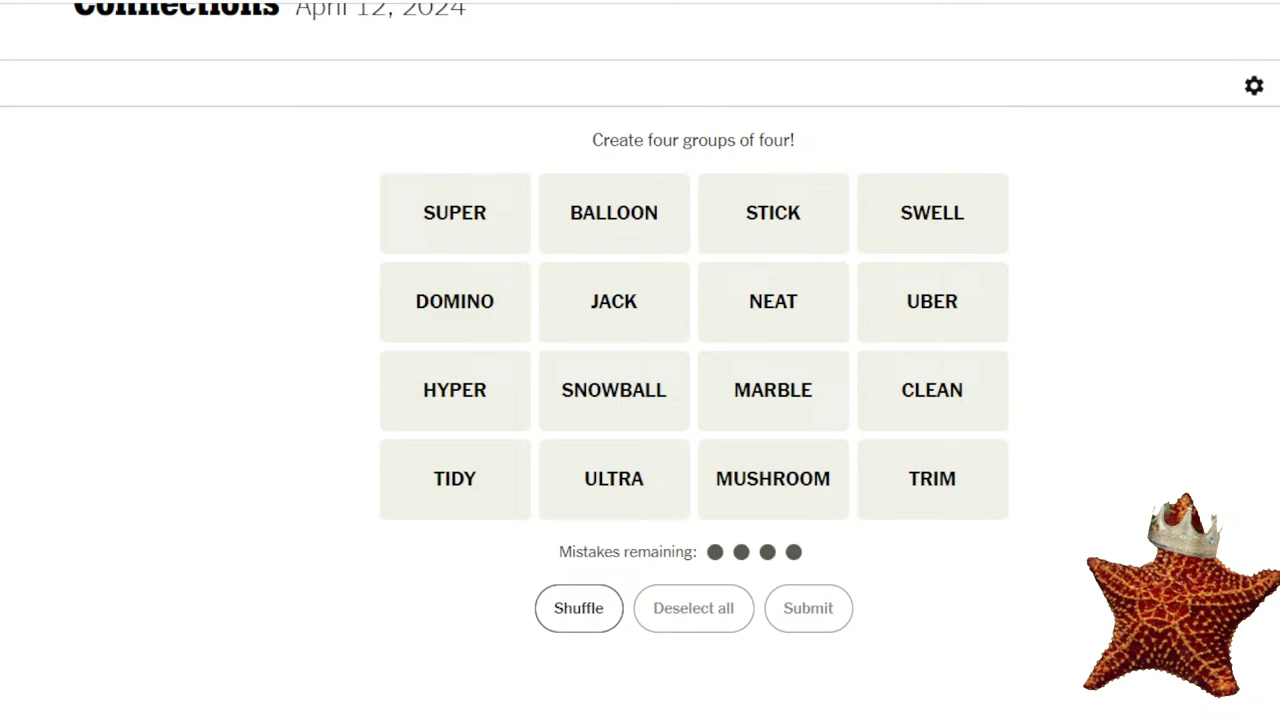 Connections April 12, 2024
Create four groups of four!
SUPER BALLOON STICK SWELL
DOMINO JACK NEAT UBER
HYPER SNOWBALL MARBLE CLEAN
TIDY ULTRA MUSHROOM TRIM
Mistakes remaining:
Shuffle Deselect all Submit